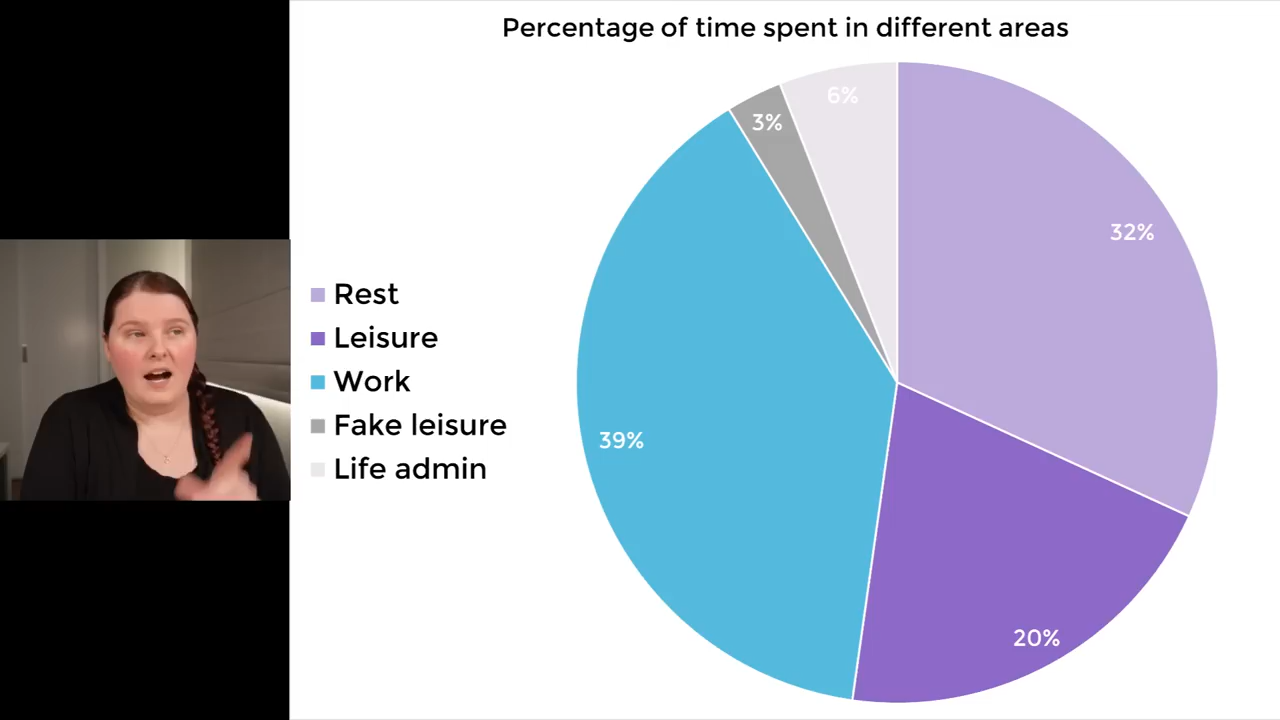 Percentage of time spent in different areas
6%
3%
32%
Rest
Leisure
Work
Fake leisure
Life admin
39%
20%